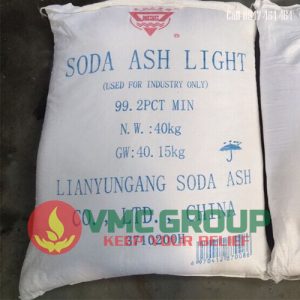 SODA ASH LIGHT
(USED FOR INDUSTRY ONLY)
99.2PCT MIN
N.W.:40kg
GW:40.15kg
LIANYUNGANG SODA ASH
CO., LTD., CHINA
VMC GROUP
KEEP YOUR BELIEF
3710200H